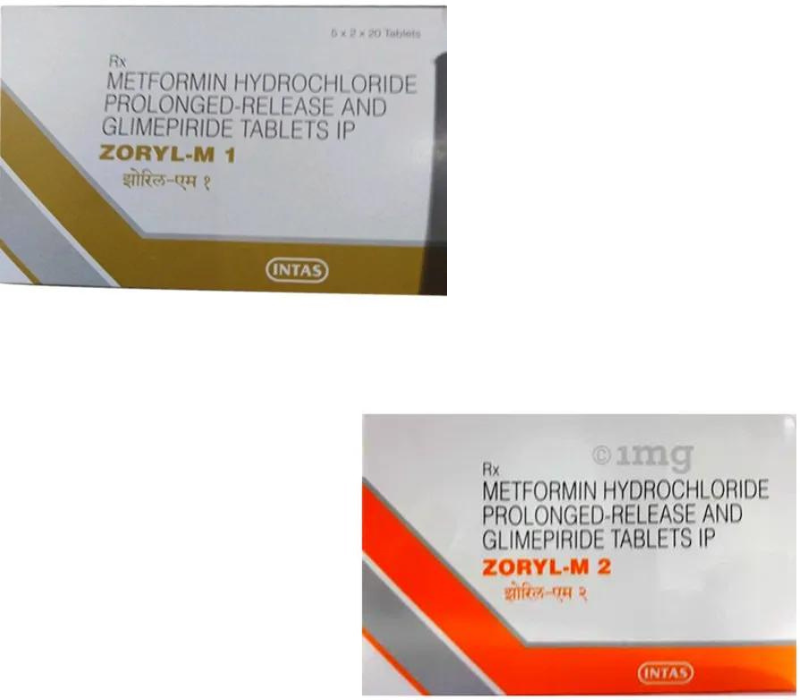 5 x 2 x 20 Tablets
Rx
METFORMIN HYDROCHLORIDE
PROLONGED-RELEASE AND
GLIMEPIRIDE TABLETS IP
ZORYL-M 1
झोरिल-एम १
INTAS
©1mg
Rx
METFORMIN HYDROCHLORIDE
PROLONGED-RELEASE AND
GLIMEPIRIDE TABLETS IP
ZORYL-M 2
झोरिल-एम २
INTAS